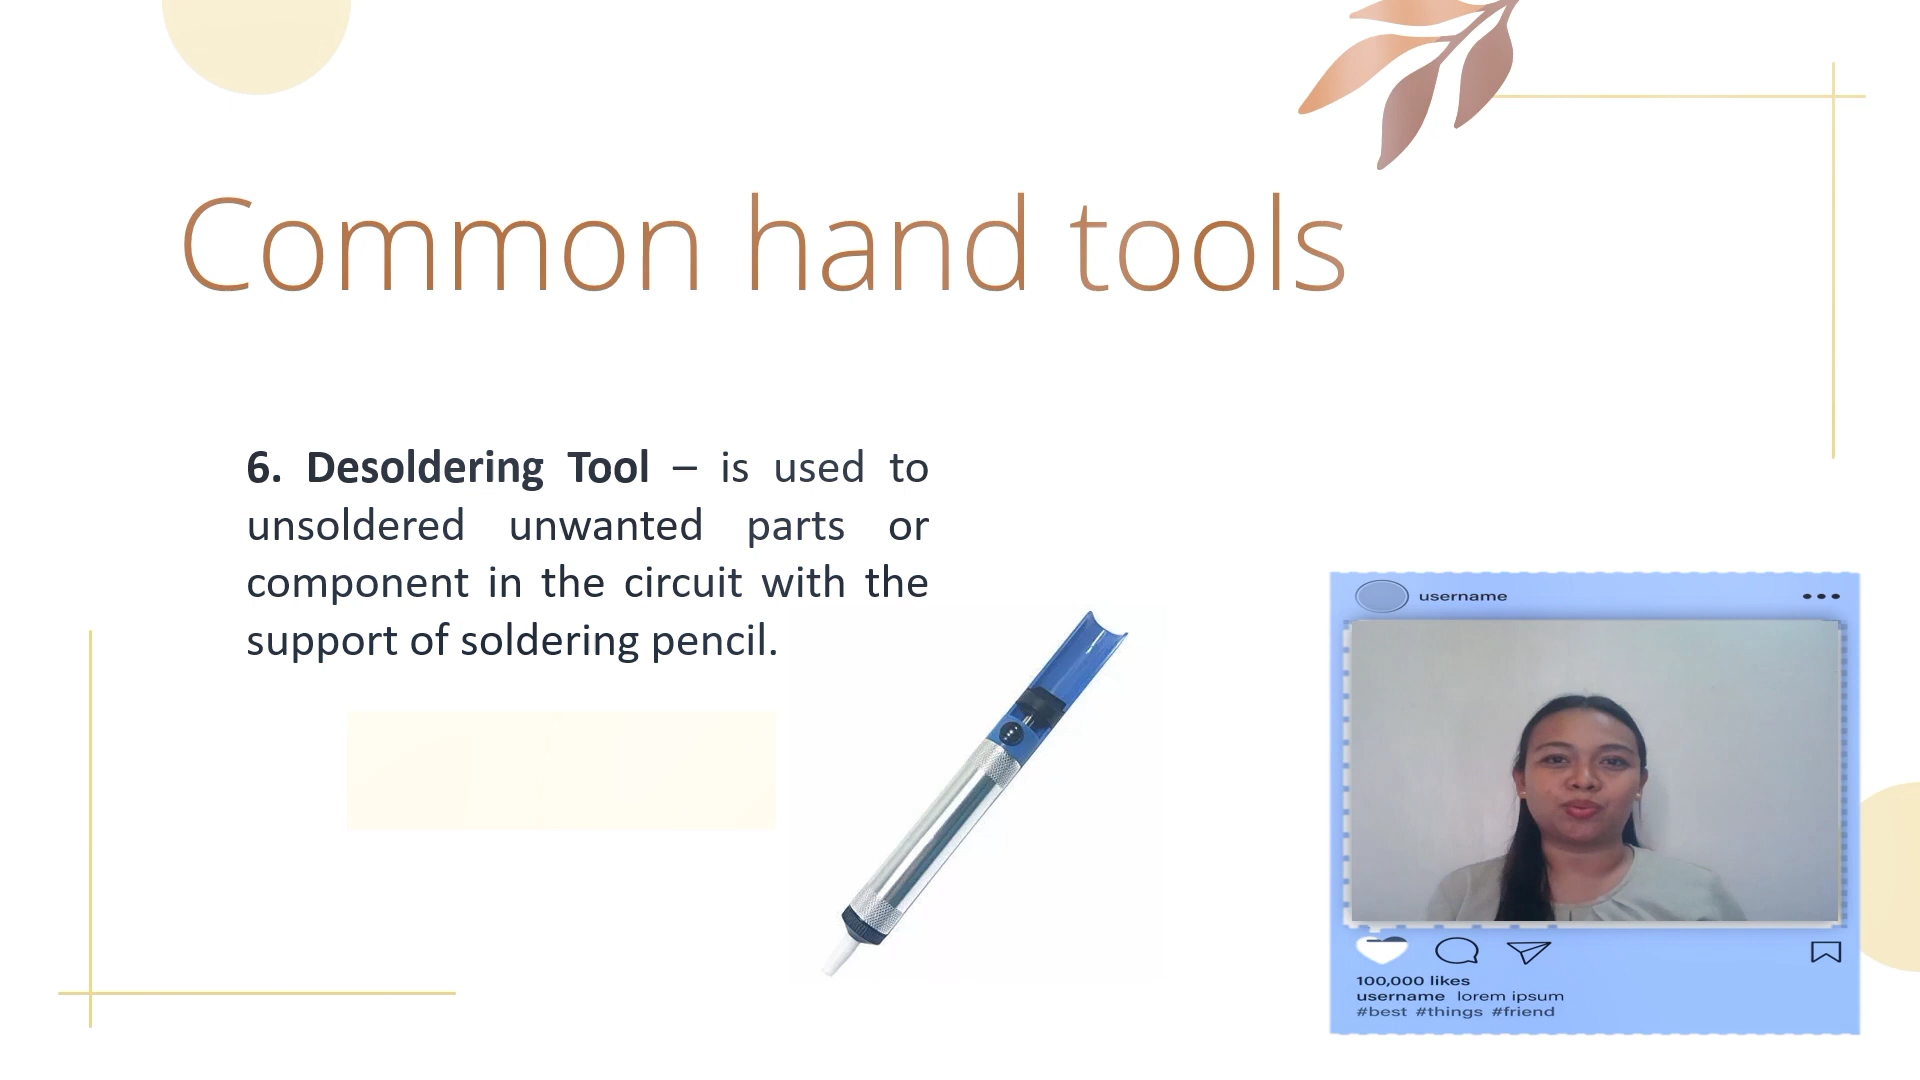 Common hand tools
6. Desoldering Tool – is used to
unsoldered unwanted parts or
component in the circuit with the
support of soldering pencil.
username
100,000 likes
username lorem ipsum
#best #things #friend